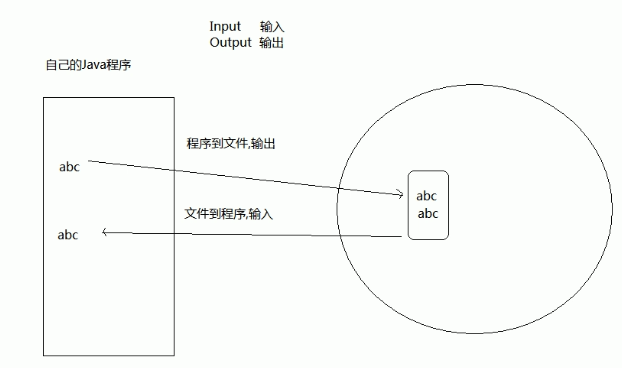 Input 输入
Output 输出
自己的Java程序
程序到文件,输出
abc
abc
abc
文件到程序,输入
abc